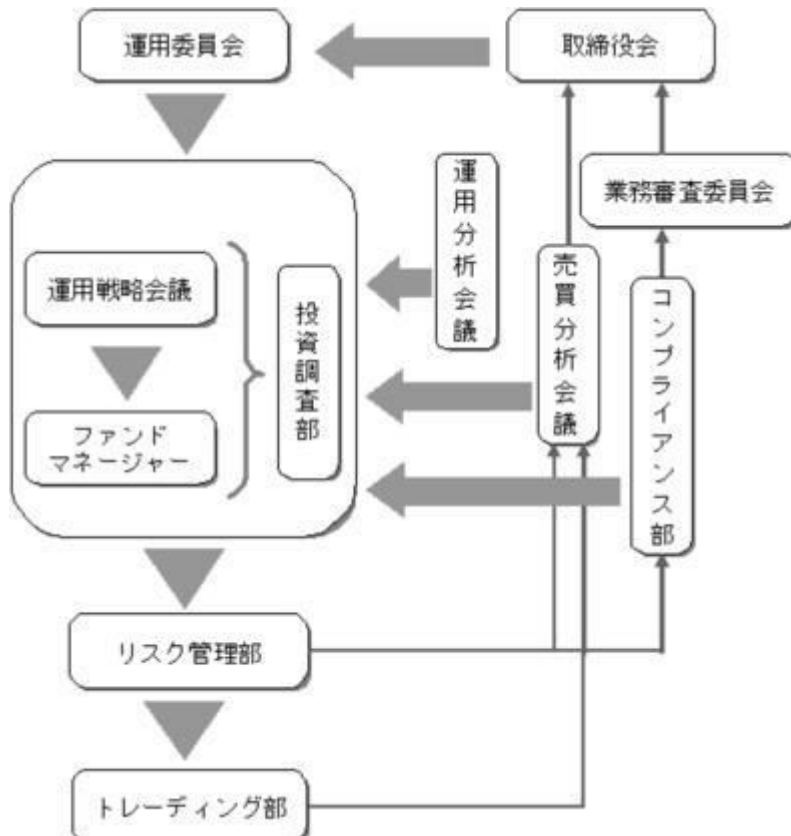 運用委員会
取締役会
運用分析会議
業務審査委員会
運用戦略会議
投資調査部
売買分析会議
コンプライアンス部
ファンド
マネージャー
リスク管理部
トレーディング部